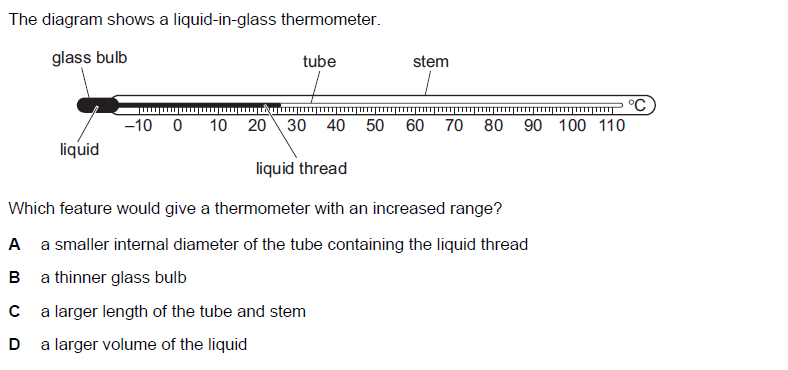 The diagram shows a liquid-in-glass thermometer.
glass bulb tube stem
°C
–10 0 10 20 30 40 50 60 70 80 90 100 110
liquid
liquid thread
Which feature would give a thermometer with an increased range?
A a smaller internal diameter of the tube containing the liquid thread
B a thinner glass bulb
C a larger length of the tube and stem
D a larger volume of the liquid